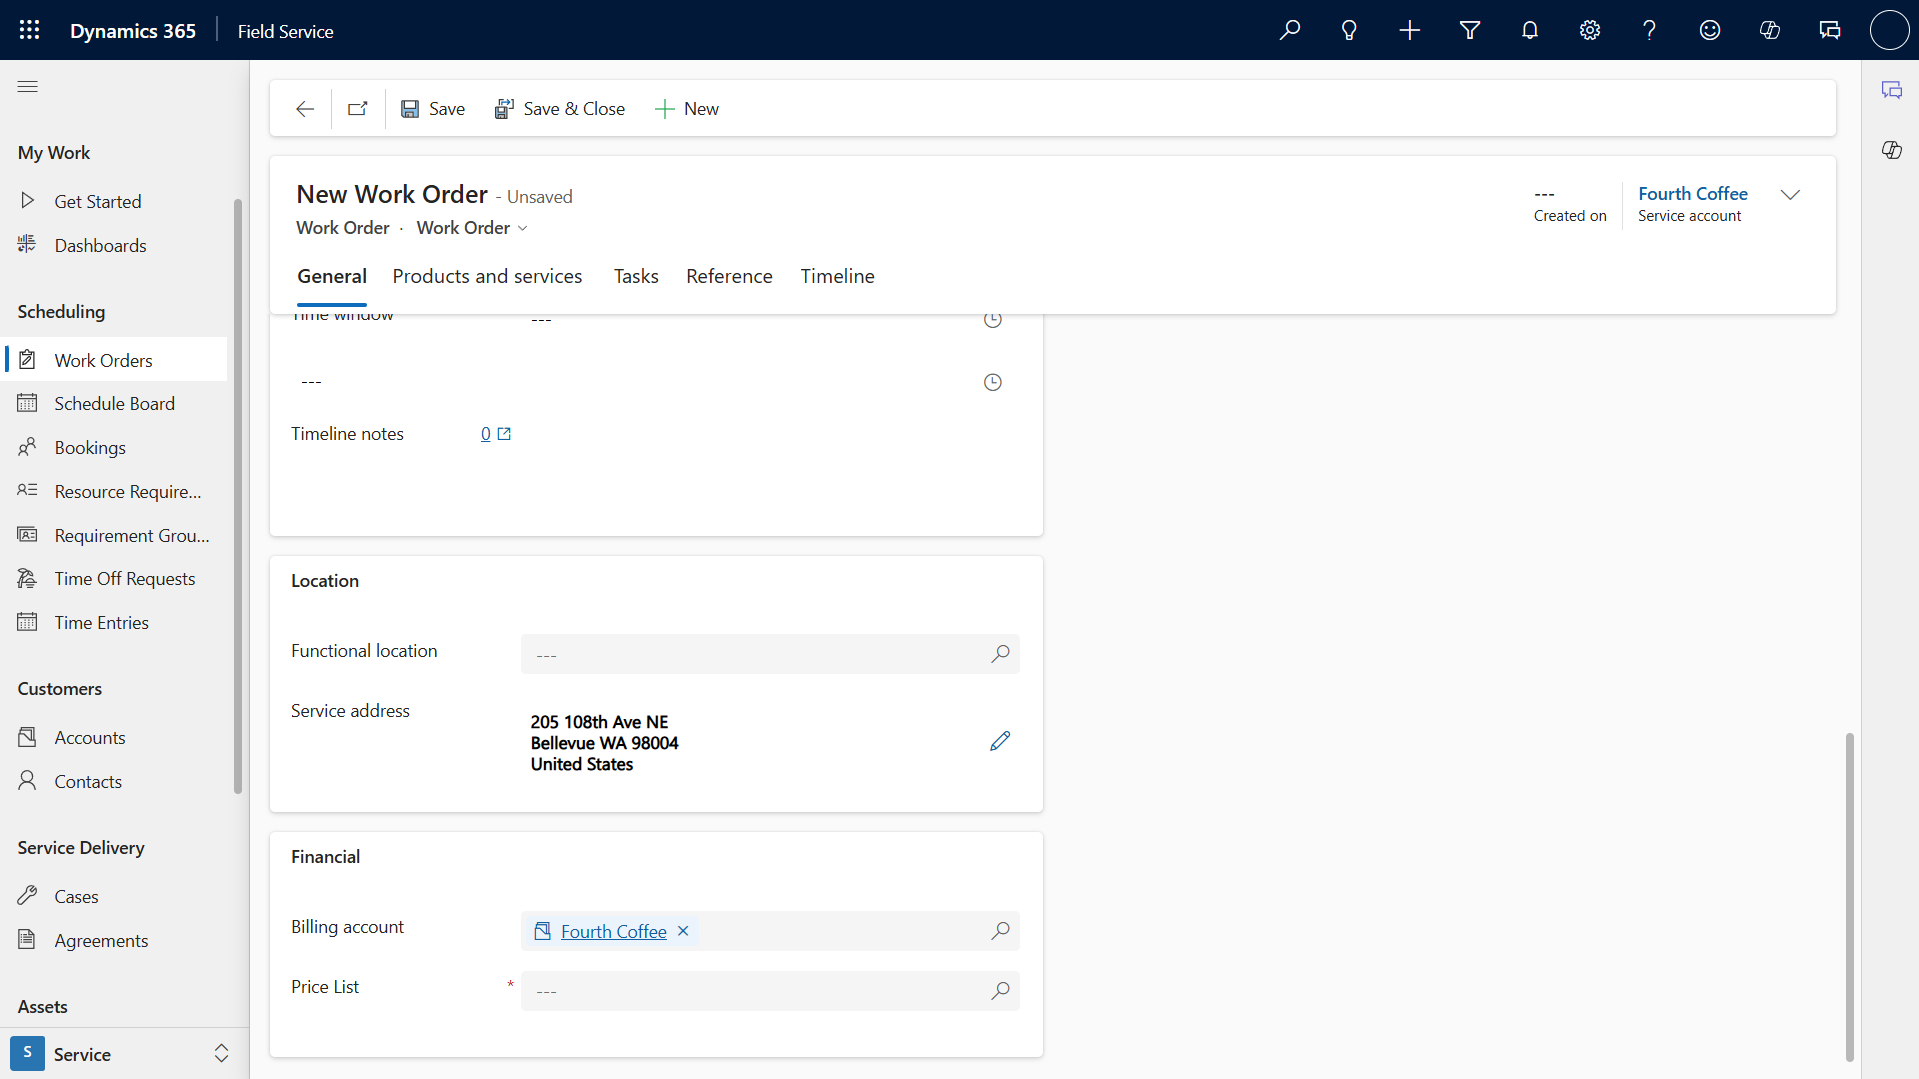 Dynamics 365
Field Service
Save
Save & Close
New
My Work
Get Started
Dashboards
Scheduling
Work Orders
Schedule Board
Bookings
Resource Require...
Requirement Grou...
Time Off Requests
Time Entries
Customers
Accounts
Contacts
Service Delivery
Cases
Agreements
Assets
S
Service
New Work Order - Unsaved
Work Order · Work Order
---
Created on
Fourth Coffee
Service account
General
Products and services
Tasks
Reference
Timeline
Time window ---
---
Timeline notes 0
Location
Functional location ---
Service address
205 108th Ave NE
Bellevue WA 98004
United States
Financial
Billing account Fourth Coffee
Price List * ---